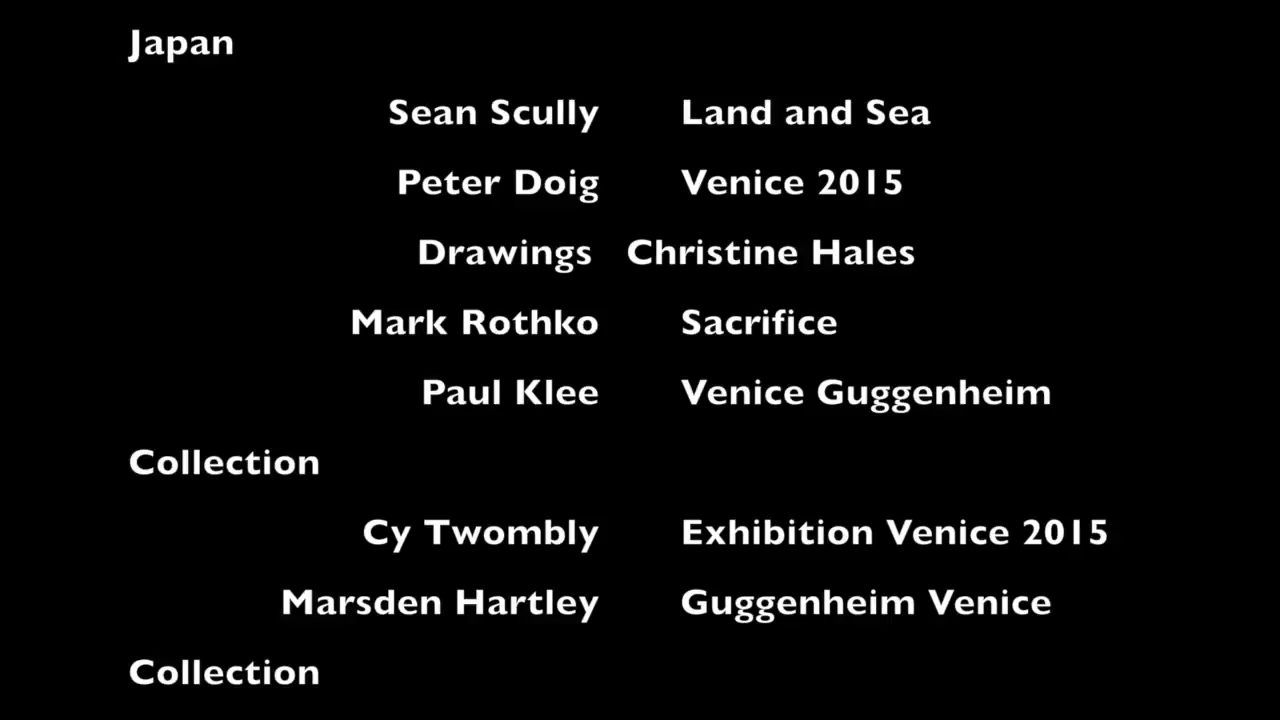 Japan
Sean Scully Land and Sea
Peter Doig Venice 2015
Drawings Christine Hales
Mark Rothko Sacrifice
Paul Klee Venice Guggenheim
Collection
Cy Twombly Exhibition Venice 2015
Marsden Hartley Guggenheim Venice
Collection